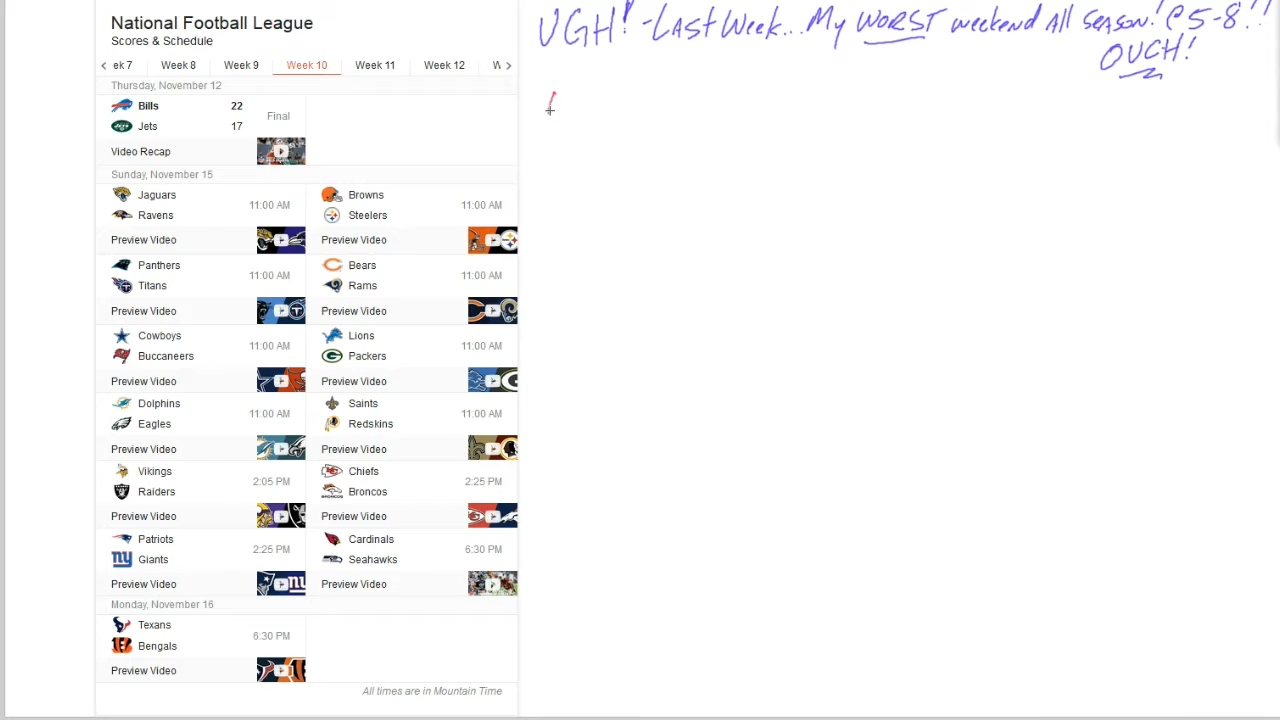 National Football League
Scores & Schedule
ek 7 Week 8 Week 9 Week 10 Week 11 Week 12 W
Thursday, November 12
Bills 22
Jets 17
Final
Video Recap
Sunday, November 15
Jaguars
Ravens
11:00 AM
Preview Video
Browns
Steelers
11:00 AM
Preview Video
Panthers
Titans
11:00 AM
Preview Video
Bears
Rams
11:00 AM
Preview Video
Cowboys
Buccaneers
11:00 AM
Preview Video
Lions
Packers
11:00 AM
Preview Video
Dolphins
Eagles
11:00 AM
Preview Video
Saints
Redskins
11:00 AM
Preview Video
Vikings
Raiders
2:05 PM
Preview Video
Chiefs
Broncos
2:25 PM
Preview Video
Patriots
Giants
2:25 PM
Preview Video
Cardinals
Seahawks
6:30 PM
Preview Video
Monday, November 16
Texans
Bengals
6:30 PM
Preview Video
All times are in Mountain Time
UGH! - Last Week... My WORST weekend All season! @ 5-8!!
OUCH!